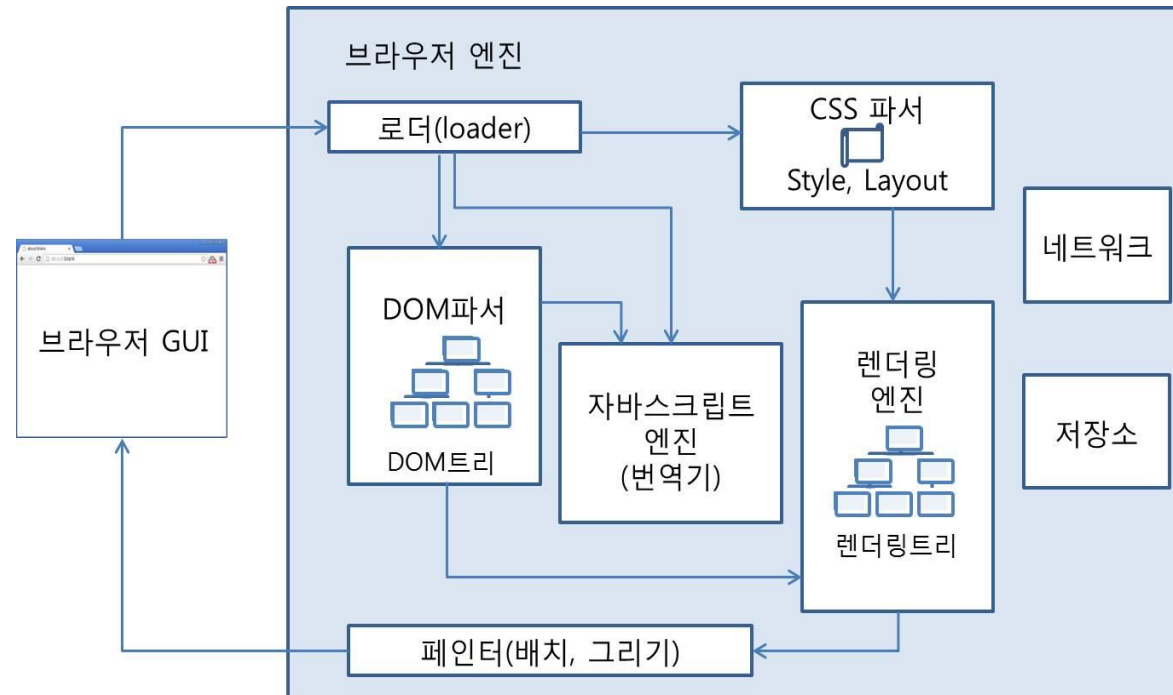 브라우저 엔진
로더(loader)
CSS 파서
Style, Layout
네트워크
브라우저 GUI
DOM파서
DOM트리
자바스크립트
엔진
(번역기)
렌더링
엔진
렌더링트리
저장소
페인터(배치, 그리기)